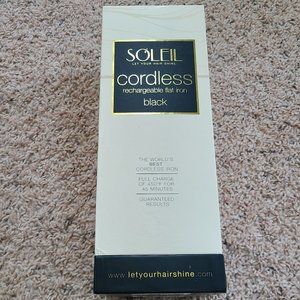 SOLEIL
LET YOUR HAIR SHINE.
cordless
rechargeable flat iron
black
THE WORLD'S
BEST
CORDLESS IRON
FULL CHARGE
OF 450°F FOR
45 MINUTES
GUARANTEED
RESULTS
www.letyourhairshine.com